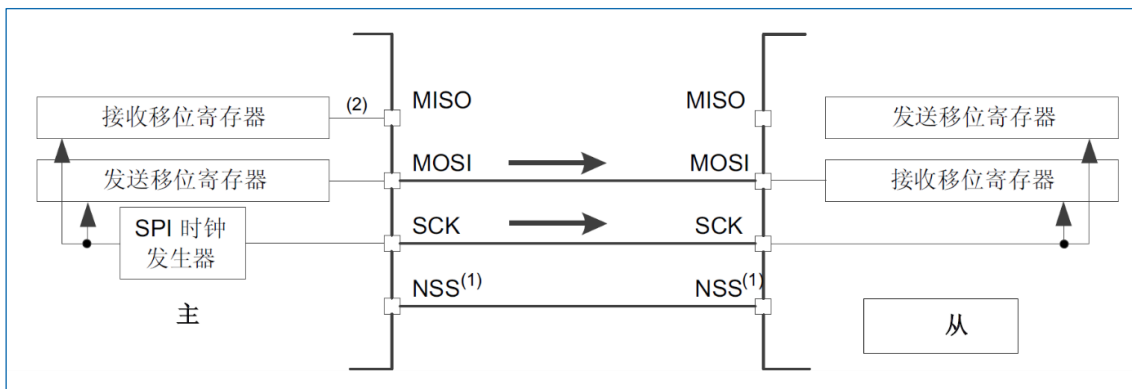 MISO
MISO
(2)
接收移位寄存器
发送移位寄存器
MOSI
MOSI
发送移位寄存器
接收移位寄存器
SPI 时钟
发生器
SCK
SCK
NSS(1)
NSS(1)
主
从